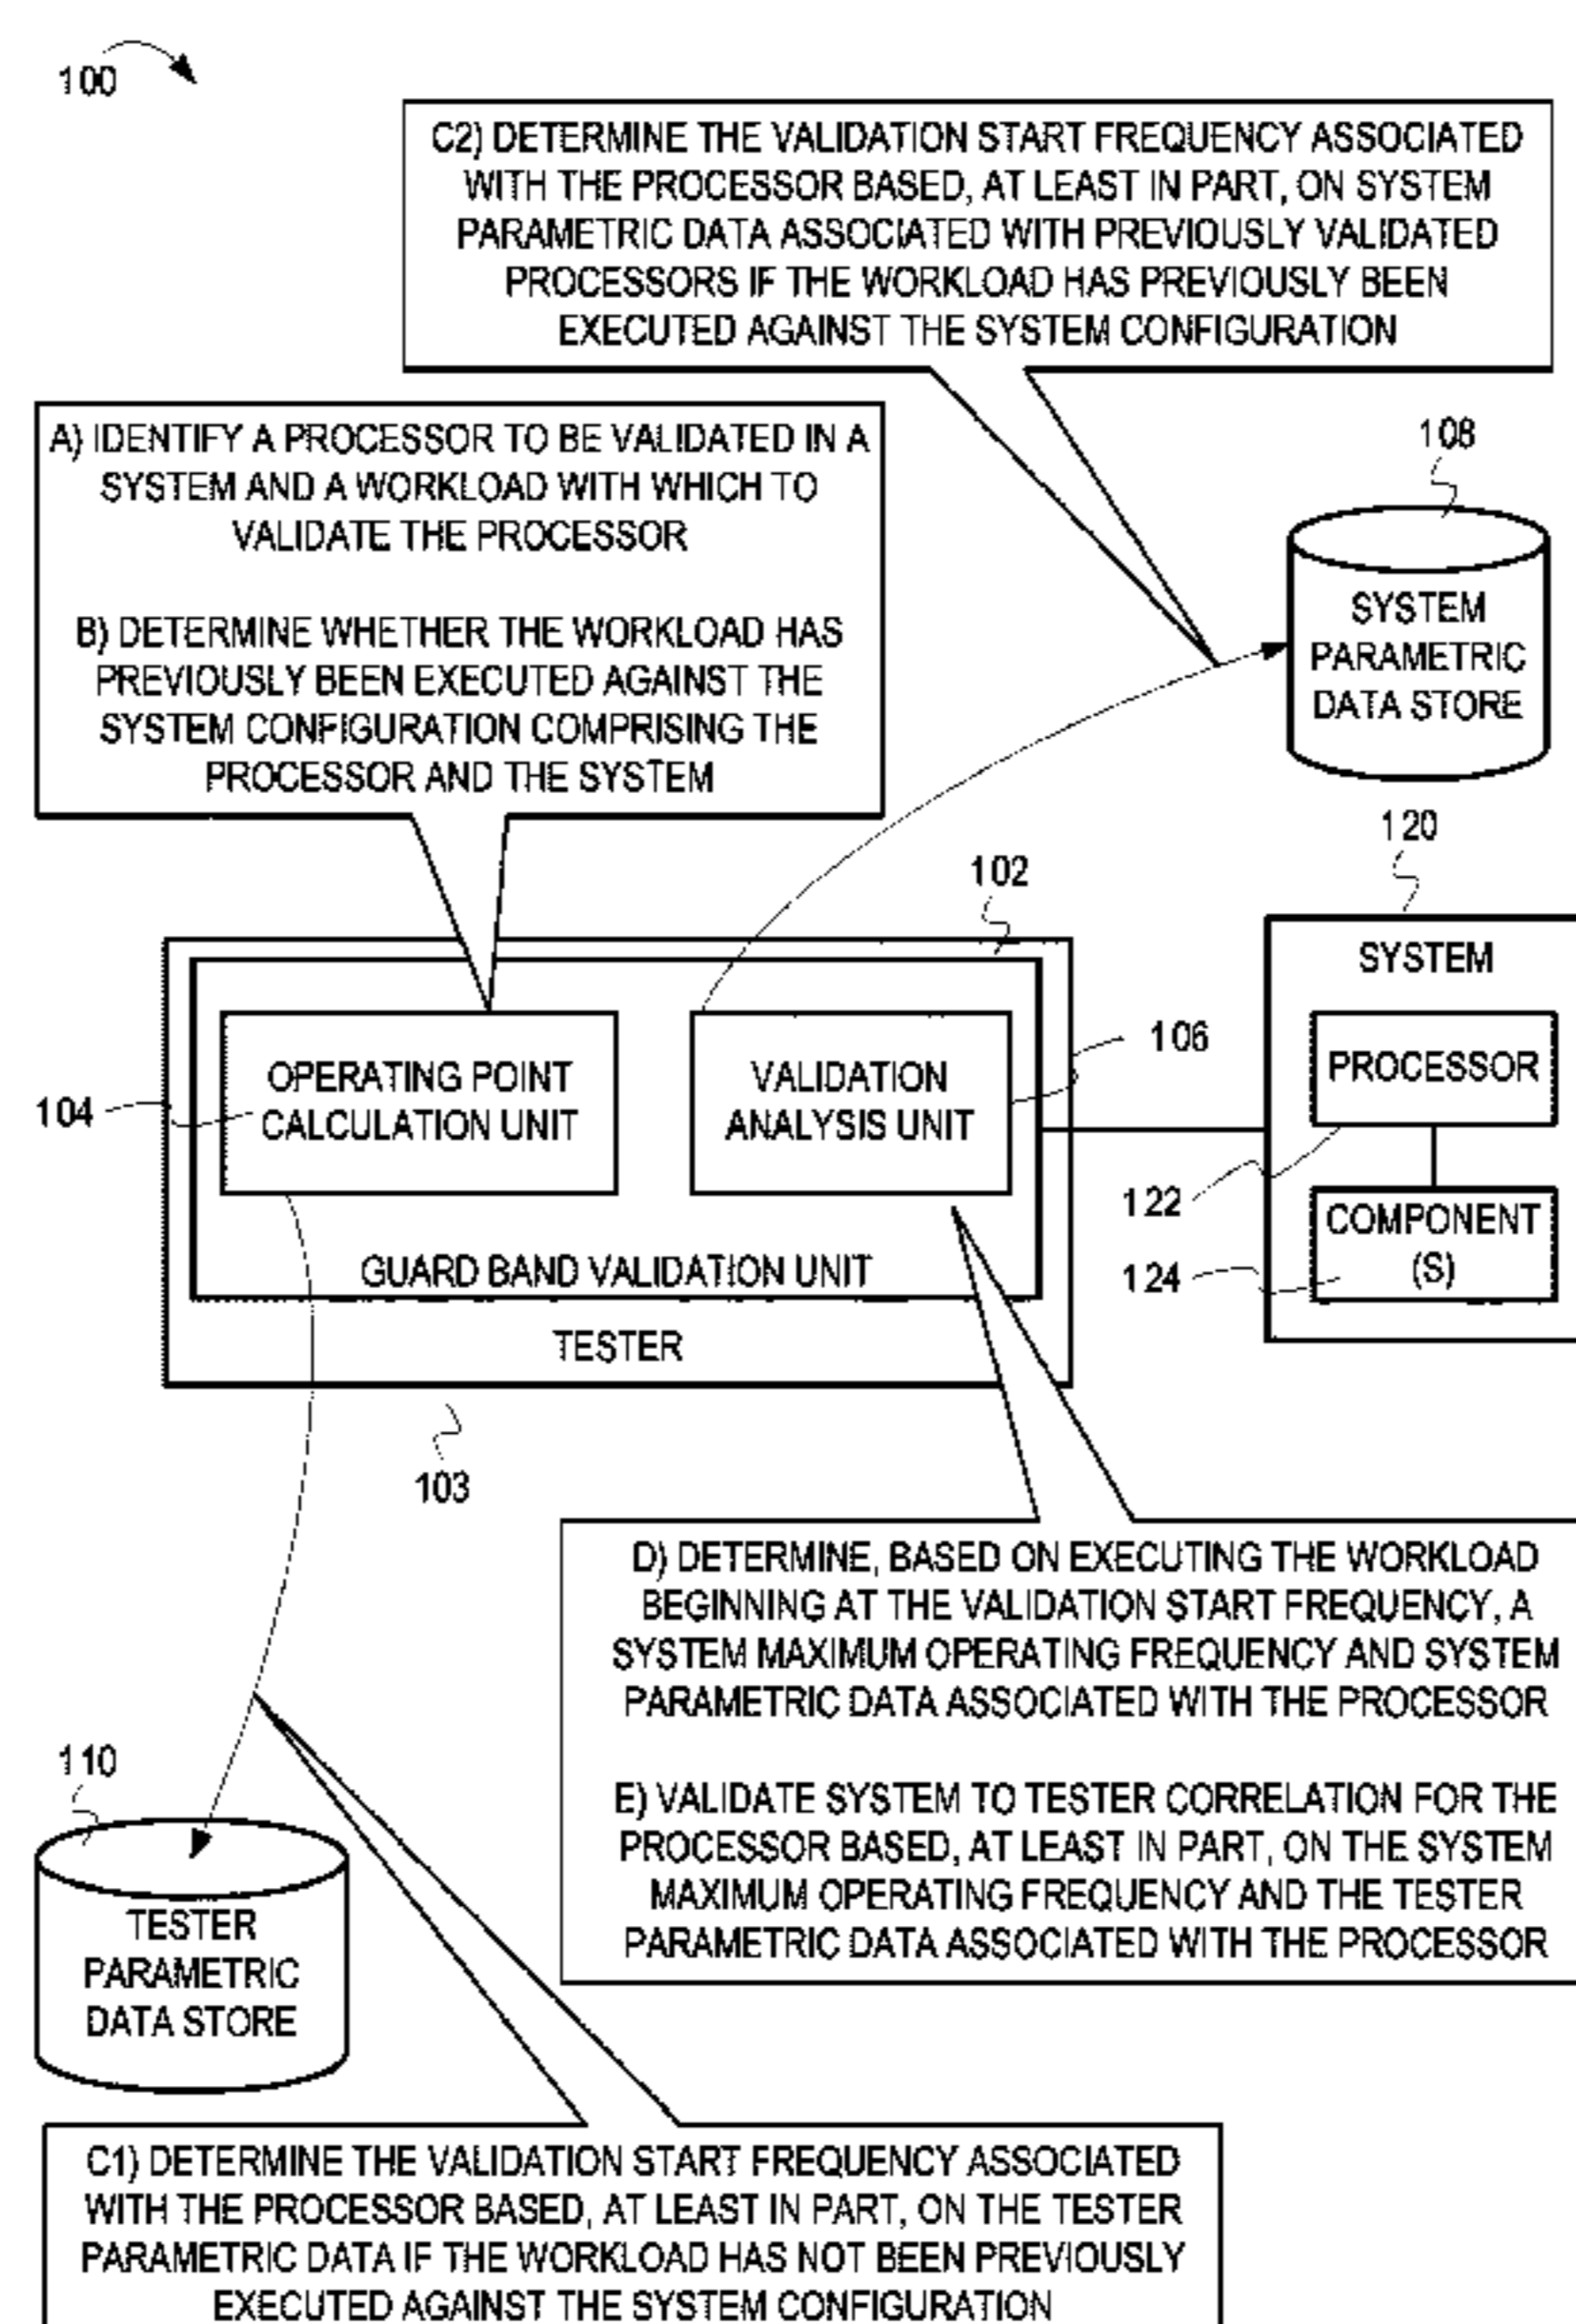 100
C2) DETERMINE THE VALIDATION START FREQUENCY ASSOCIATED
WITH THE PROCESSOR BASED, AT LEAST IN PART, ON SYSTEM
PARAMETRIC DATA ASSOCIATED WITH PREVIOUSLY VALIDATED
PROCESSORS IF THE WORKLOAD HAS PREVIOUSLY BEEN
EXECUTED AGAINST THE SYSTEM CONFIGURATION
A) IDENTIFY A PROCESSOR TO BE VALIDATED IN A
SYSTEM AND A WORKLOAD WITH WHICH TO
VALIDATE THE PROCESSOR
B) DETERMINE WHETHER THE WORKLOAD HAS
PREVIOUSLY BEEN EXECUTED AGAINST THE
SYSTEM CONFIGURATION COMPRISING THE
PROCESSOR AND THE SYSTEM
108
SYSTEM
PARAMETRIC
DATA STORE
120
102
SYSTEM
PROCESSOR
COMPONENT
(S)
122
124
106
104
OPERATING POINT
CALCULATION UNIT
VALIDATION
ANALYSIS UNIT
GUARD BAND VALIDATION UNIT
TESTER
103
D) DETERMINE, BASED ON EXECUTING THE WORKLOAD
BEGINNING AT THE VALIDATION START FREQUENCY, A
SYSTEM MAXIMUM OPERATING FREQUENCY AND SYSTEM
PARAMETRIC DATA ASSOCIATED WITH THE PROCESSOR
E) VALIDATE SYSTEM TO TESTER CORRELATION FOR THE
PROCESSOR BASED, AT LEAST IN PART, ON THE SYSTEM
MAXIMUM OPERATING FREQUENCY AND THE TESTER
PARAMETRIC DATA ASSOCIATED WITH THE PROCESSOR
110
TESTER
PARAMETRIC
DATA STORE
C1) DETERMINE THE VALIDATION START FREQUENCY ASSOCIATED
WITH THE PROCESSOR BASED, AT LEAST IN PART, ON THE TESTER
PARAMETRIC DATA IF THE WORKLOAD HAS NOT BEEN PREVIOUSLY
EXECUTED AGAINST THE SYSTEM CONFIGURATION